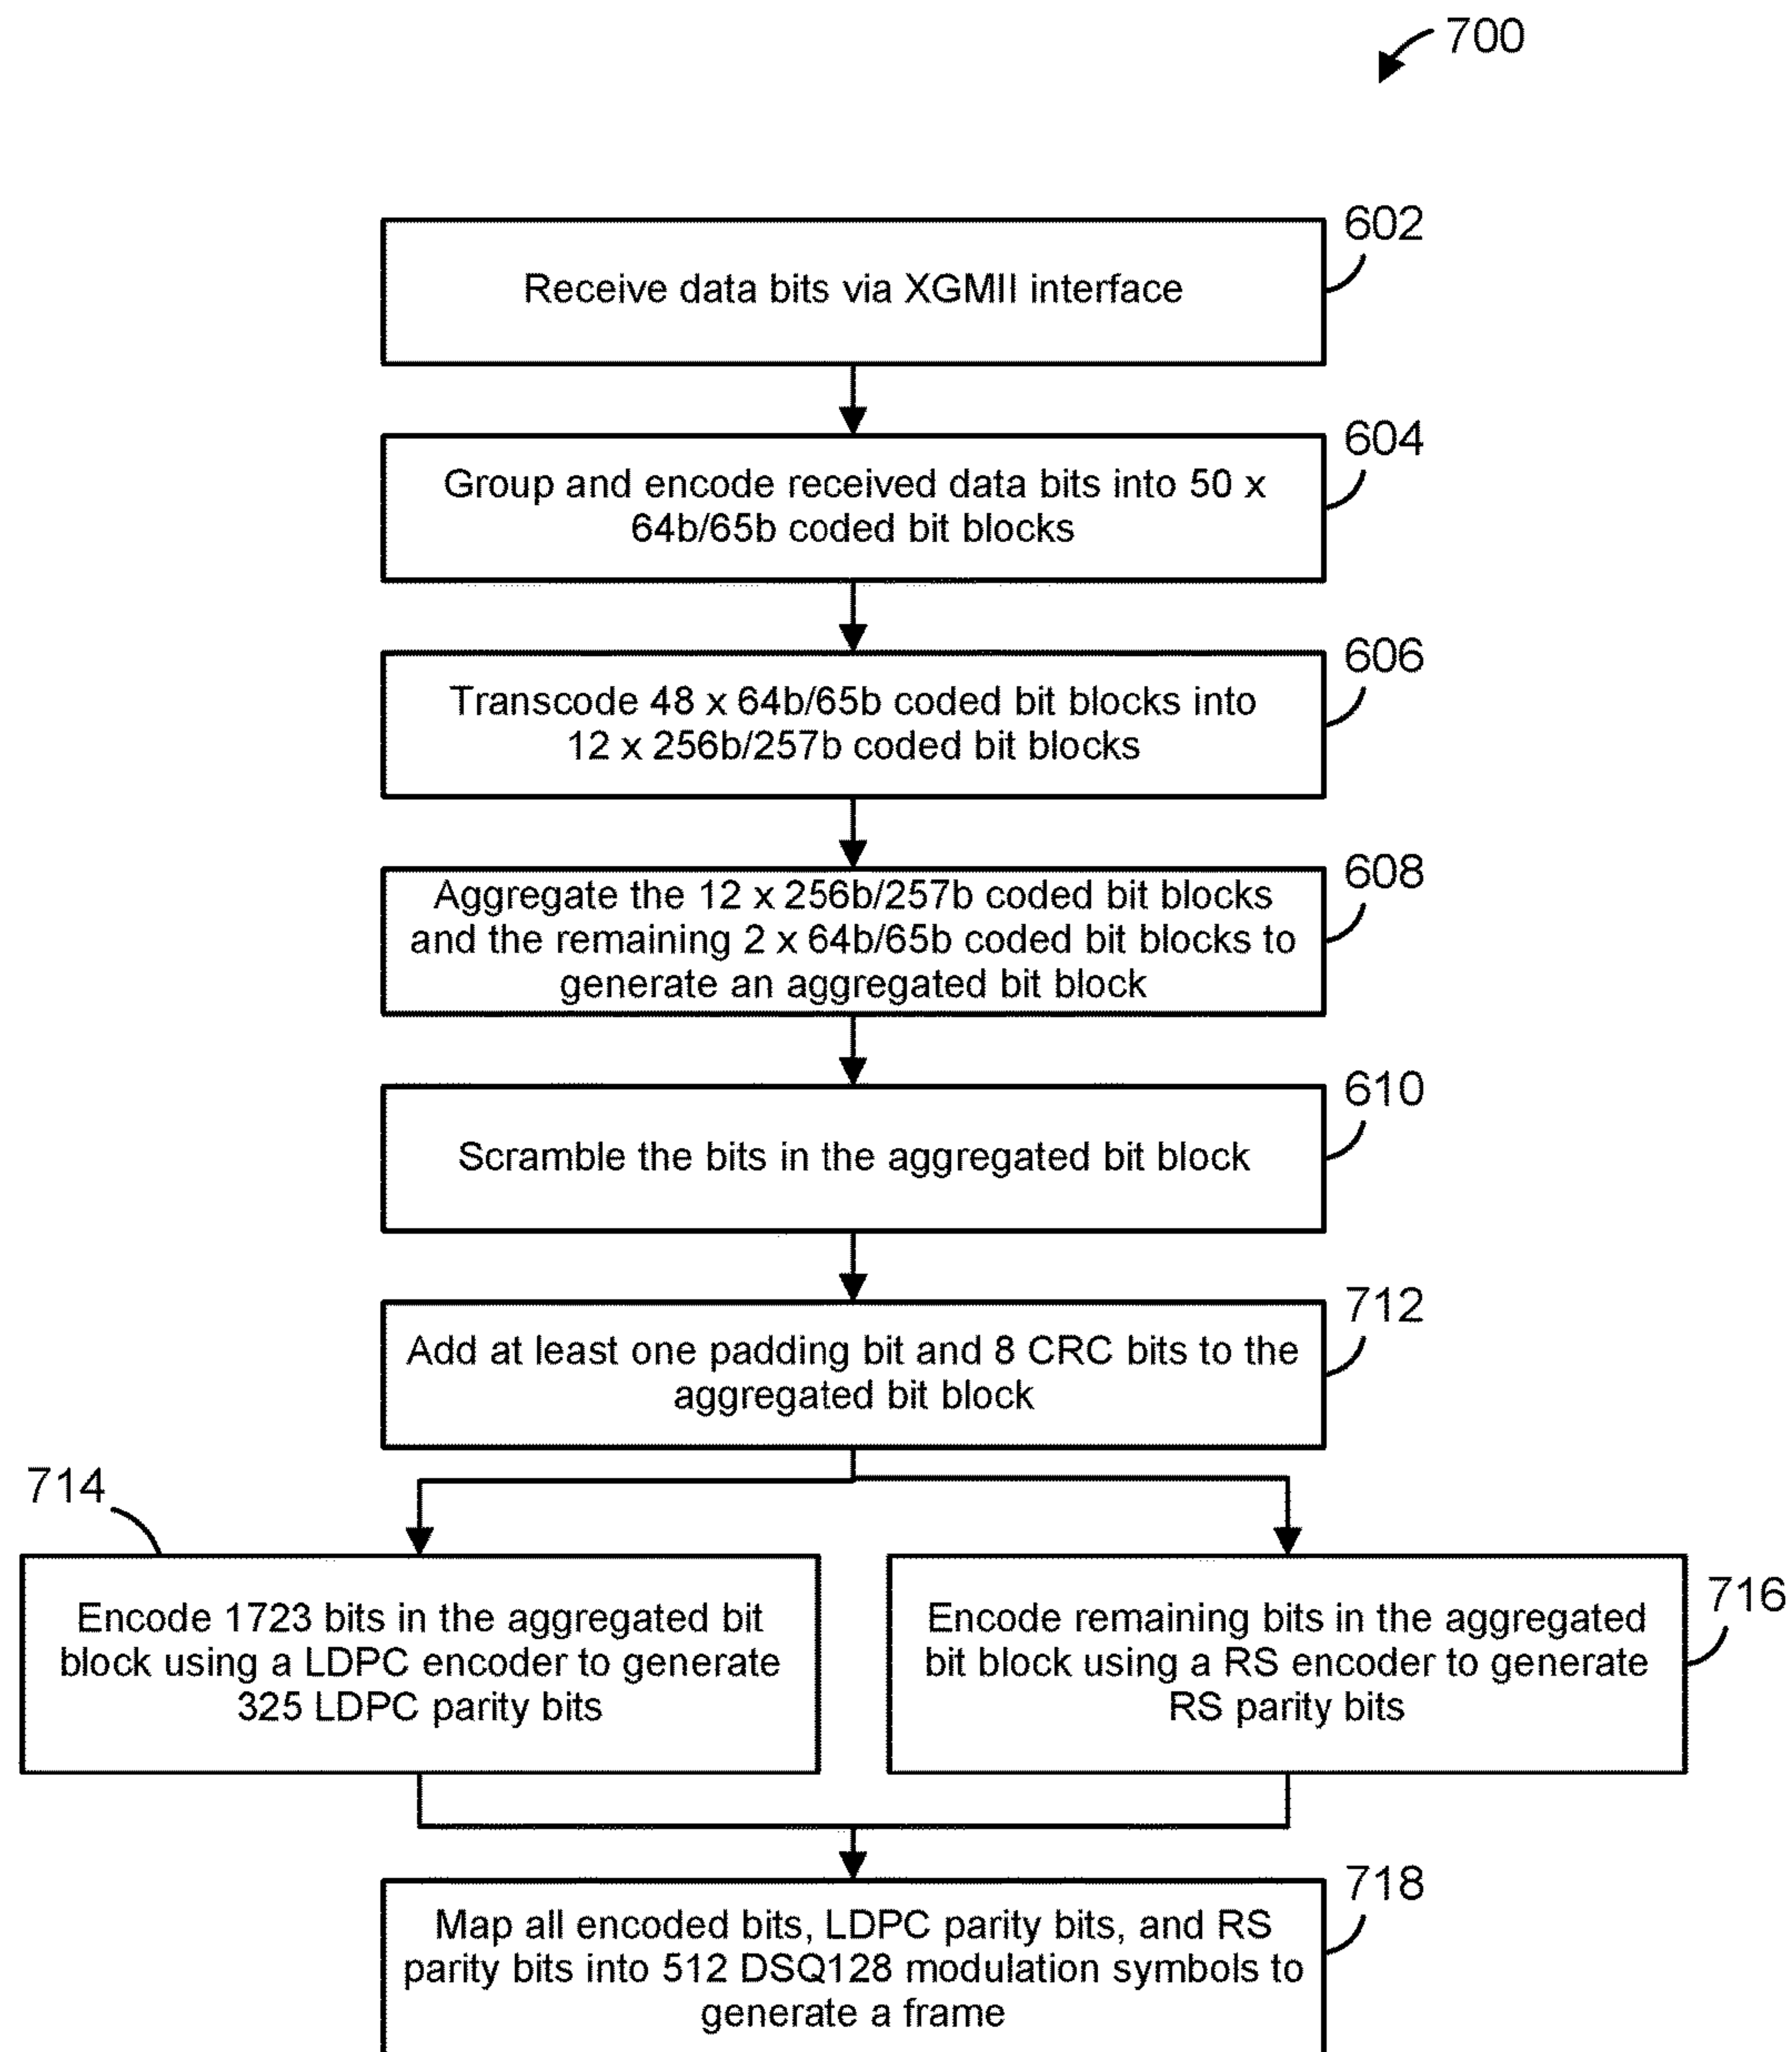 700
602
Receive data bits via XGMII interface
604
Group and encode received data bits into 50 x
64b/65b coded bit blocks
606
Transcode 48 x 64b/65b coded bit blocks into
12 x 256b/257b coded bit blocks
608
Aggregate the 12 x 256b/257b coded bit blocks
and the remaining 2 x 64b/65b coded bit blocks to
generate an aggregated bit block
610
Scramble the bits in the aggregated bit block
712
Add at least one padding bit and 8 CRC bits to the
aggregated bit block
714
Encode 1723 bits in the aggregated bit
block using a LDPC encoder to generate
325 LDPC parity bits
716
Encode remaining bits in the aggregated
bit block using a RS encoder to generate
RS parity bits
718
Map all encoded bits, LDPC parity bits, and RS
parity bits into 512 DSQ128 modulation symbols to
generate a frame